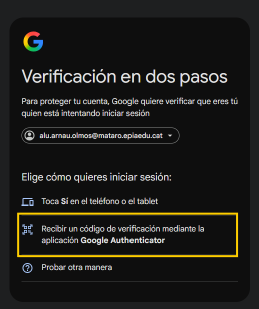 Verificación en dos pasos
Para proteger tu cuenta, Google quiere verificar que eres tú
quien está intentando iniciar sesión
alu.arnau.olmos@mataro.epiaedu.cat
Elige cómo quieres iniciar sesión:
Toca Sí en el teléfono o el tablet
Recibir un código de verificación mediante la
aplicación Google Authenticator
Probar otra manera